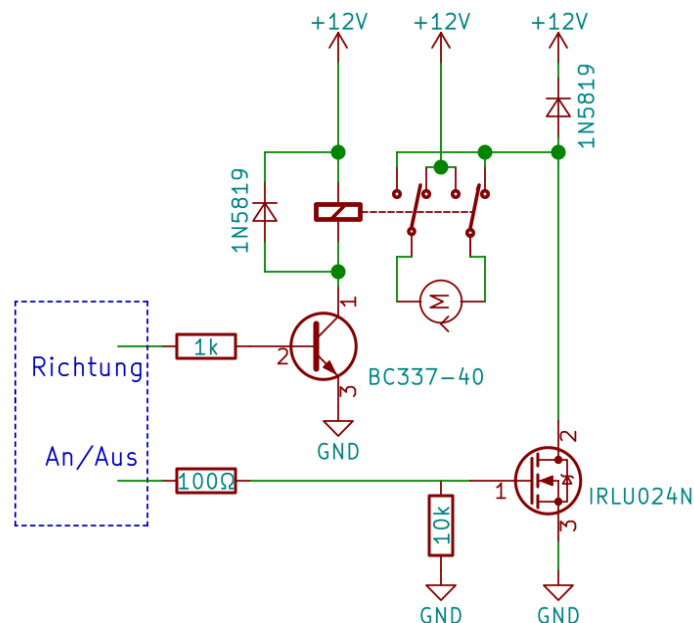 +12V
+12V
+12V
1N5819
1N5819
M
1
Richtung
1k
2
BC337-40
3
GND
An/Aus
2
100Ω
1
IRLU024N
10k
3
GND
GND